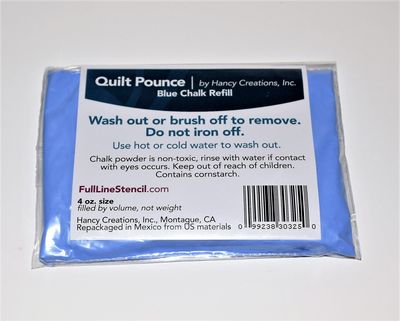 Quilt Pounce | by Hancy Creations, Inc.
Blue Chalk Refill
Wash out or brush off to remove.
Do not iron off.
Use hot or cold water to wash out.
Chalk powder is non-toxic, rinse with water if contact
with eyes occurs. Keep out of reach of children.
Contains cornstarch.
FullLineStencil.com
4 oz. size
filled by volume, not weight
Hancy Creations, Inc., Montague, CA
Repackaged in Mexico from US materials
0 99238 30325 0